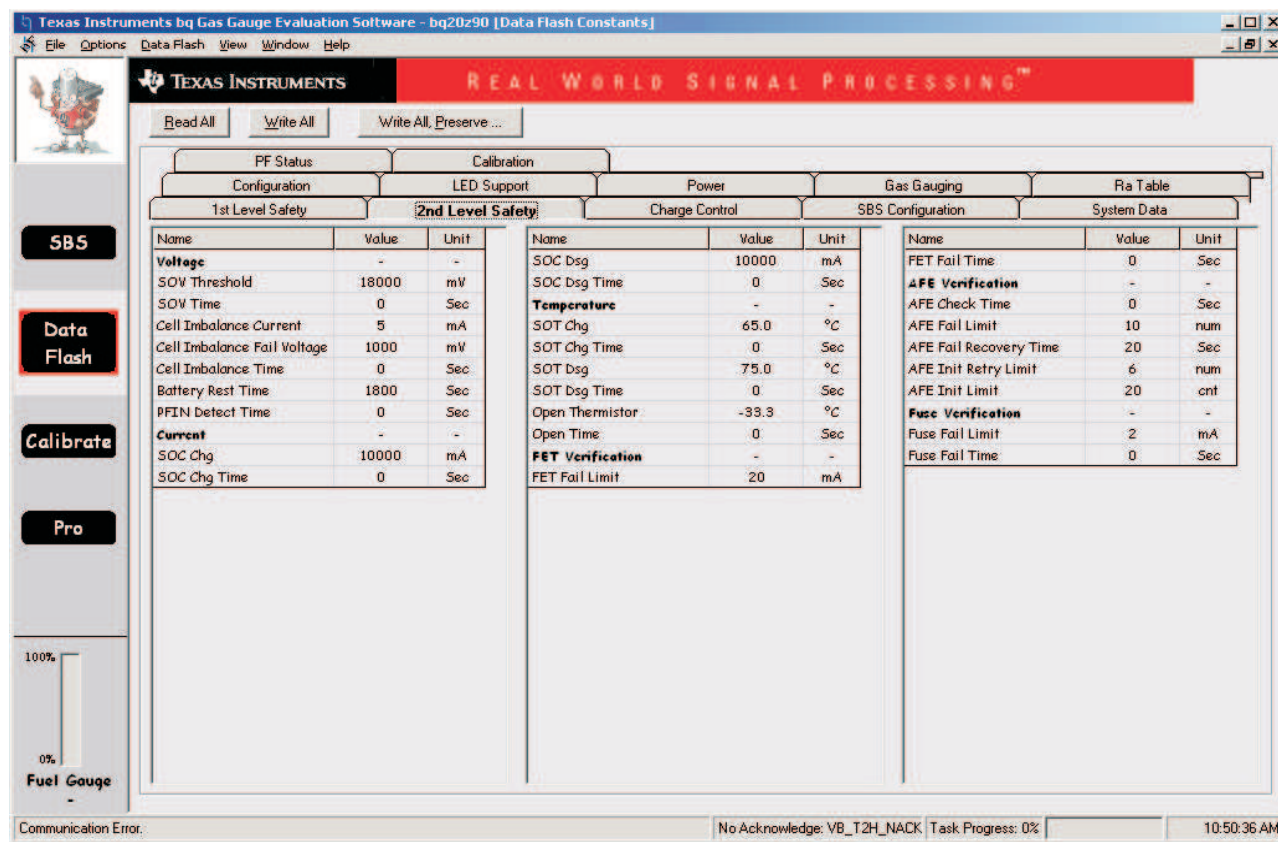 Texas Instruments bq Gas Gauge Evaluation Software - bq20z90 [Data Flash Constants]
File Options Data Flash View Window Help
TEXAS INSTRUMENTS REAL WORLD SIGNAL PROCESSING™
Read All Write All Write All, Preserve ...
PF Status Calibration
Configuration LED Support Power Gas Gauging Ra Table
1st Level Safety 2nd Level Safety Charge Control SBS Configuration System Data
SBS
Data
Flash
Calibrate
Pro
100%
0%
Fuel Gauge
-
Name Value Unit
Voltage - -
SOV Threshold 18000 mV
SOV Time 0 Sec
Cell Imbalance Current 5 mA
Cell Imbalance Fail Voltage 1000 mV
Cell Imbalance Time 0 Sec
Battery Rest Time 1800 Sec
PFIN Detect Time 0 Sec
Current - -
SOC Chg 10000 mA
SOC Chg Time 0 Sec
Name Value Unit
SOC Dsg 10000 mA
SOC Dsg Time 0 Sec
Temperature - -
SOT Chg 65.0 °C
SOT Chg Time 0 Sec
SOT Dsg 75.0 °C
SOT Dsg Time 0 Sec
Open Thermistor -33.3 °C
Open Time 0 Sec
FET Verification - -
FET Fail Limit 20 mA
Name Value Unit
FET Fail Time 0 Sec
AFE Verification - -
AFE Check Time 0 Sec
AFE Fail Limit 10 num
AFE Fail Recovery Time 20 Sec
AFE Init Retry Limit 6 num
AFE Init Limit 20 cnt
Fuse Verification - -
Fuse Fail Limit 2 mA
Fuse Fail Time 0 Sec
Communication Error. No Acknowledge: VB_T2H_NACK Task Progress: 0% 10:50:36 AM